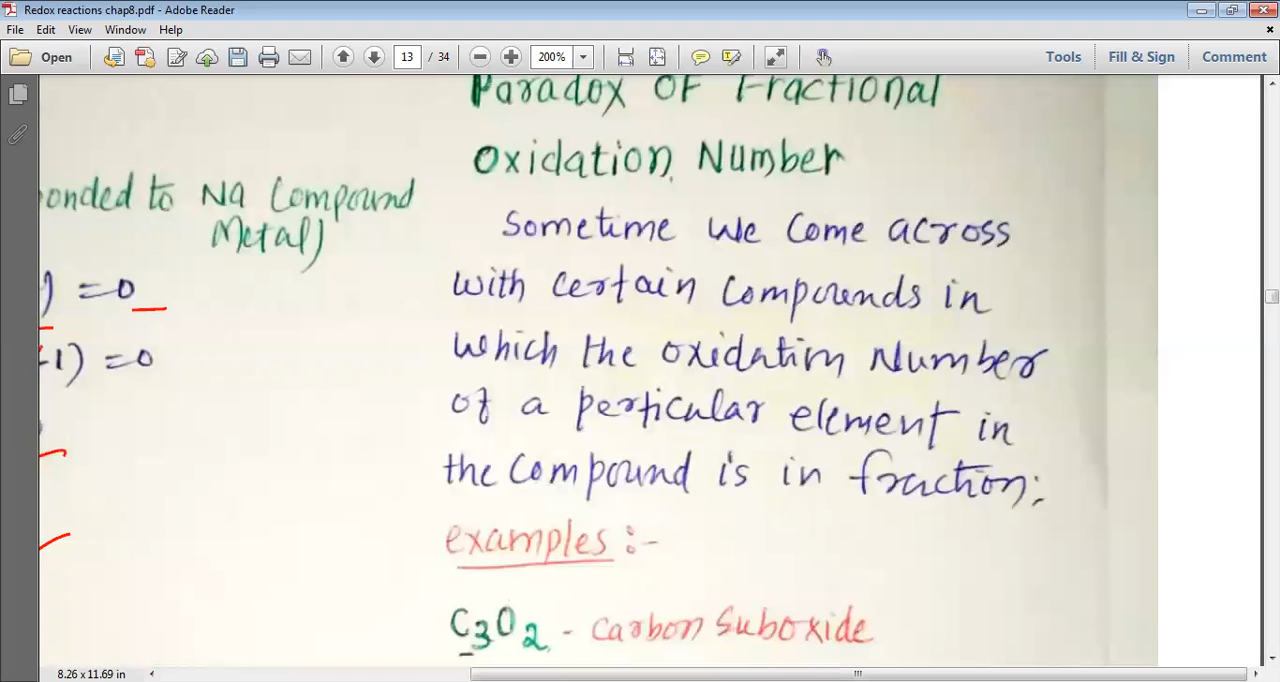 Redox reactions chap8.pdf - Adobe Reader
File Edit View Window Help
Open 13 / 34 200% Tools Fill & Sign Comment
Paradox Of Fractional
Oxidation Number
Sometime We Come across
with certain Compounds in
which the oxidation Number
of a perticular element in
the Compound is in fraction;
examples :-
C3O2 - Carbon Suboxide
onded to Na Compound
Metal)
) =0
-1) =0
8.26 x 11.69 in